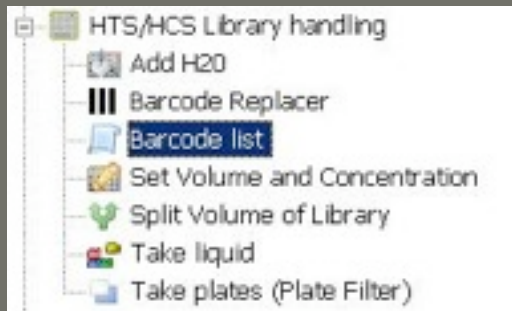 HTS/HCS Library handling
Add H20
Barcode Replacer
Barcode list
Set Volume and Concentration
Split Volume of Library
Take liquid
Take plates (Plate Filter)